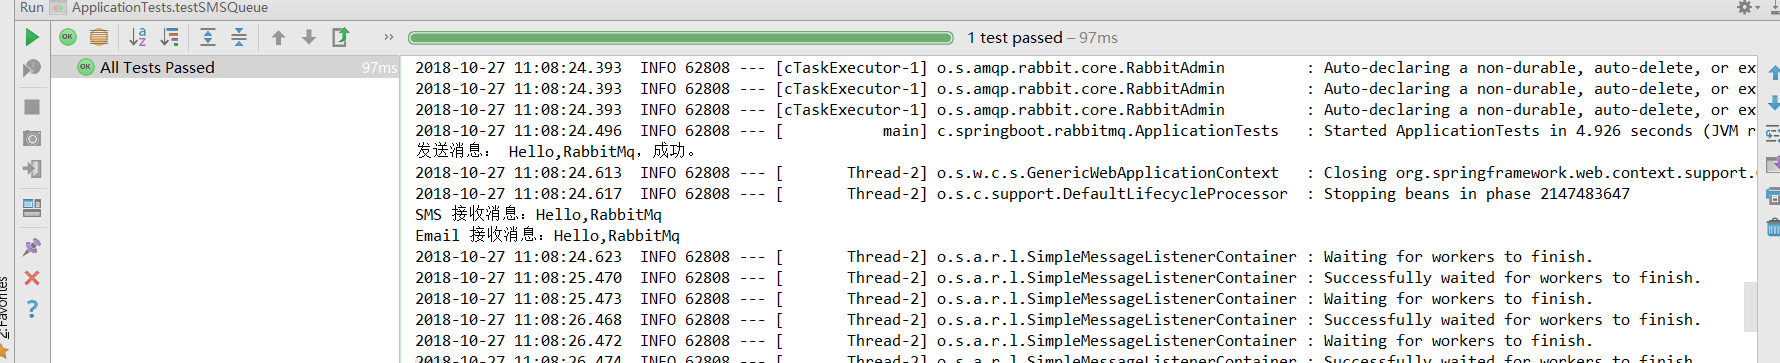 Run ApplicationTests.testSMSQueue
1 test passed – 97ms
All Tests Passed 97ms
2018-10-27 11:08:24.393 INFO 62808 --- [cTaskExecutor-1] o.s.amqp.rabbit.core.RabbitAdmin : Auto-declaring a non-durable, auto-delete, or ex
2018-10-27 11:08:24.393 INFO 62808 --- [cTaskExecutor-1] o.s.amqp.rabbit.core.RabbitAdmin : Auto-declaring a non-durable, auto-delete, or ex
2018-10-27 11:08:24.393 INFO 62808 --- [cTaskExecutor-1] o.s.amqp.rabbit.core.RabbitAdmin : Auto-declaring a non-durable, auto-delete, or ex
2018-10-27 11:08:24.496 INFO 62808 --- [ main] c.springboot.rabbitmq.ApplicationTests : Started ApplicationTests in 4.926 seconds (JVM r
发送消息： Hello,RabbitMq，成功。
2018-10-27 11:08:24.613 INFO 62808 --- [ Thread-2] o.s.w.c.s.GenericWebApplicationContext : Closing org.springframework.web.context.support.
2018-10-27 11:08:24.617 INFO 62808 --- [ Thread-2] o.s.c.support.DefaultLifecycleProcessor : Stopping beans in phase 2147483647
SMS 接收消息：Hello,RabbitMq
Email 接收消息：Hello,RabbitMq
2018-10-27 11:08:24.623 INFO 62808 --- [ Thread-2] o.s.a.r.l.SimpleMessageListenerContainer : Waiting for workers to finish.
2018-10-27 11:08:25.470 INFO 62808 --- [ Thread-2] o.s.a.r.l.SimpleMessageListenerContainer : Successfully waited for workers to finish.
2018-10-27 11:08:25.473 INFO 62808 --- [ Thread-2] o.s.a.r.l.SimpleMessageListenerContainer : Waiting for workers to finish.
2018-10-27 11:08:26.468 INFO 62808 --- [ Thread-2] o.s.a.r.l.SimpleMessageListenerContainer : Successfully waited for workers to finish.
2018-10-27 11:08:26.472 INFO 62808 --- [ Thread-2] o.s.a.r.l.SimpleMessageListenerContainer : Waiting for workers to finish.
2018-10-27 11:08:26.474 INFO 62808 --- [ Thread-2] o.s.a.r.l.SimpleMessageListenerContainer : Successfully waited for workers to finish.
2: Favorites